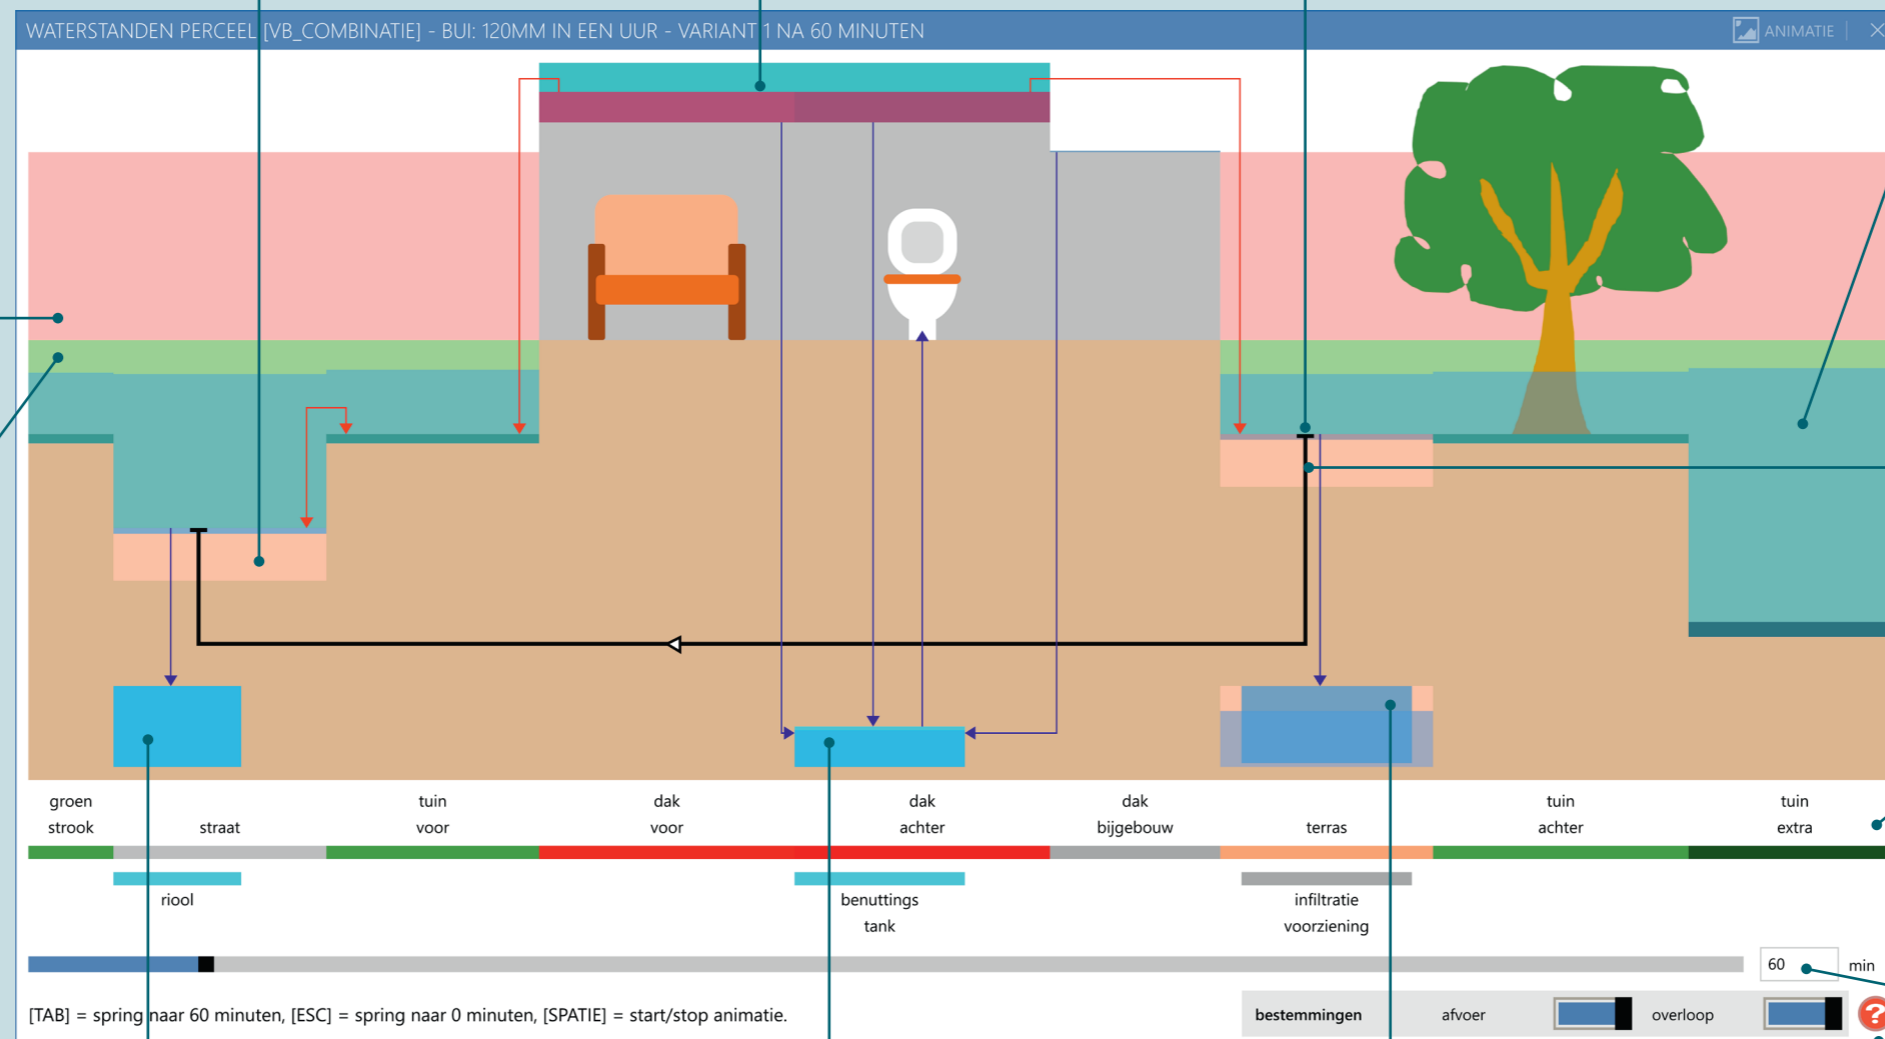 WATERSTANDEN PERCEEL [VB_COMBINATIE] - BUI: 120MM IN EEN UUR - VARIANT 1 NA 60 MINUTEN
ANIMATIE
groen
strook
straat
tuin
voor
dak
voor
dak
achter
dak
bijgebouw
terras
tuin
achter
tuin
extra
riool
benuttings
tank
infiltratie
voorziening
60 min
[TAB] = spring naar 60 minuten, [ESC] = spring naar 0 minuten, [SPATIE] = start/stop animatie.
bestemmingen afvoer overloop ?